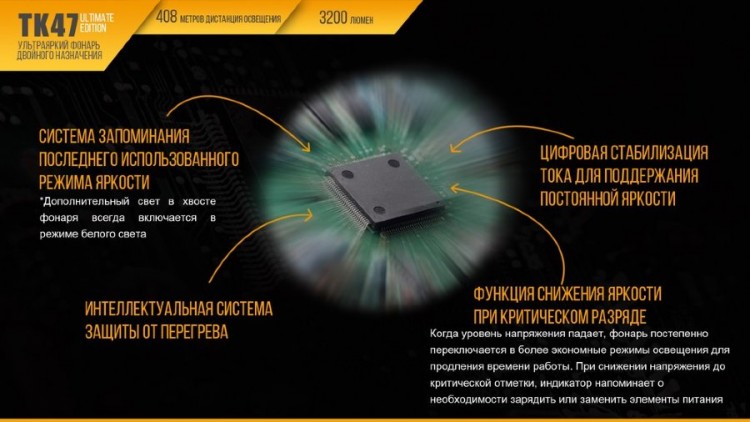 TK47 ULTIMATE
EDITION
УЛЬТРАЯРКИЙ ФОНАРЬ
ДВОЙНОГО НАЗНАЧЕНИЯ
408 МЕТРОВ ДИСТАНЦИЯ ОСВЕЩЕНИЯ
3200 ЛЮМЕН
СИСТЕМА ЗАПОМИНАНИЯ
ПОСЛЕДНЕГО ИСПОЛЬЗОВАННОГО
РЕЖИМА ЯРКОСТИ
*Дополнительный свет в хвосте
фонаря всегда включается в
режиме белого света
ЦИФРОВАЯ СТАБИЛИЗАЦИЯ
ТОКА ДЛЯ ПОДДЕРЖАНИЯ
ПОСТОЯННОЙ ЯРКОСТИ
ИНТЕЛЛЕКТУАЛЬНАЯ СИСТЕМА
ЗАЩИТЫ ОТ ПЕРЕГРЕВА
ФУНКЦИЯ СНИЖЕНИЯ ЯРКОСТИ
ПРИ КРИТИЧЕСКОМ РАЗРЯДЕ
Когда уровень напряжения падает, фонарь постепенно
переключается в более экономные режимы освещения для
продления времени работы. При снижении напряжения до
критической отметки, индикатор напоминает о
необходимости зарядить или заменить элементы питания